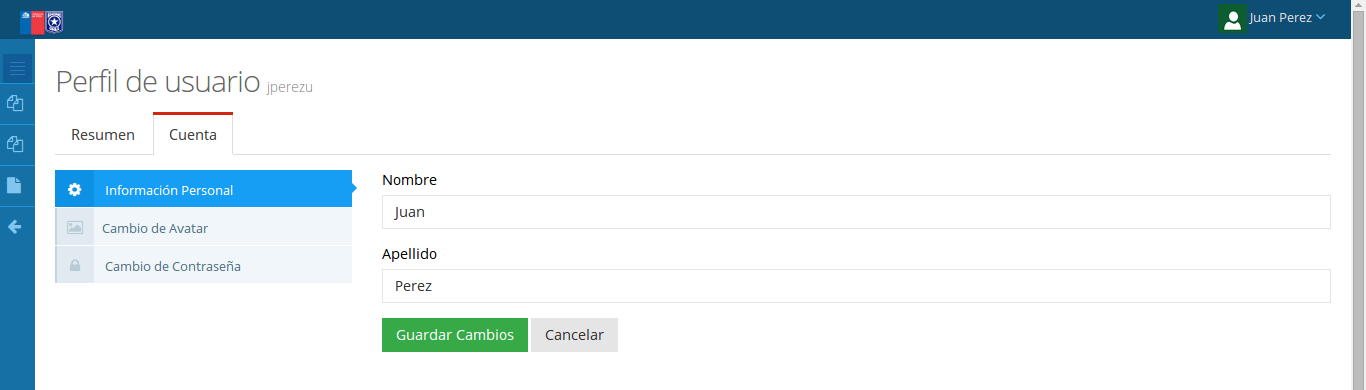 Juan Perez
Perfil de usuario jperezu
Resumen
Cuenta
Información Personal
Cambio de Avatar
Cambio de Contraseña
Nombre
Juan
Apellido
Perez
Guardar Cambios
Cancelar